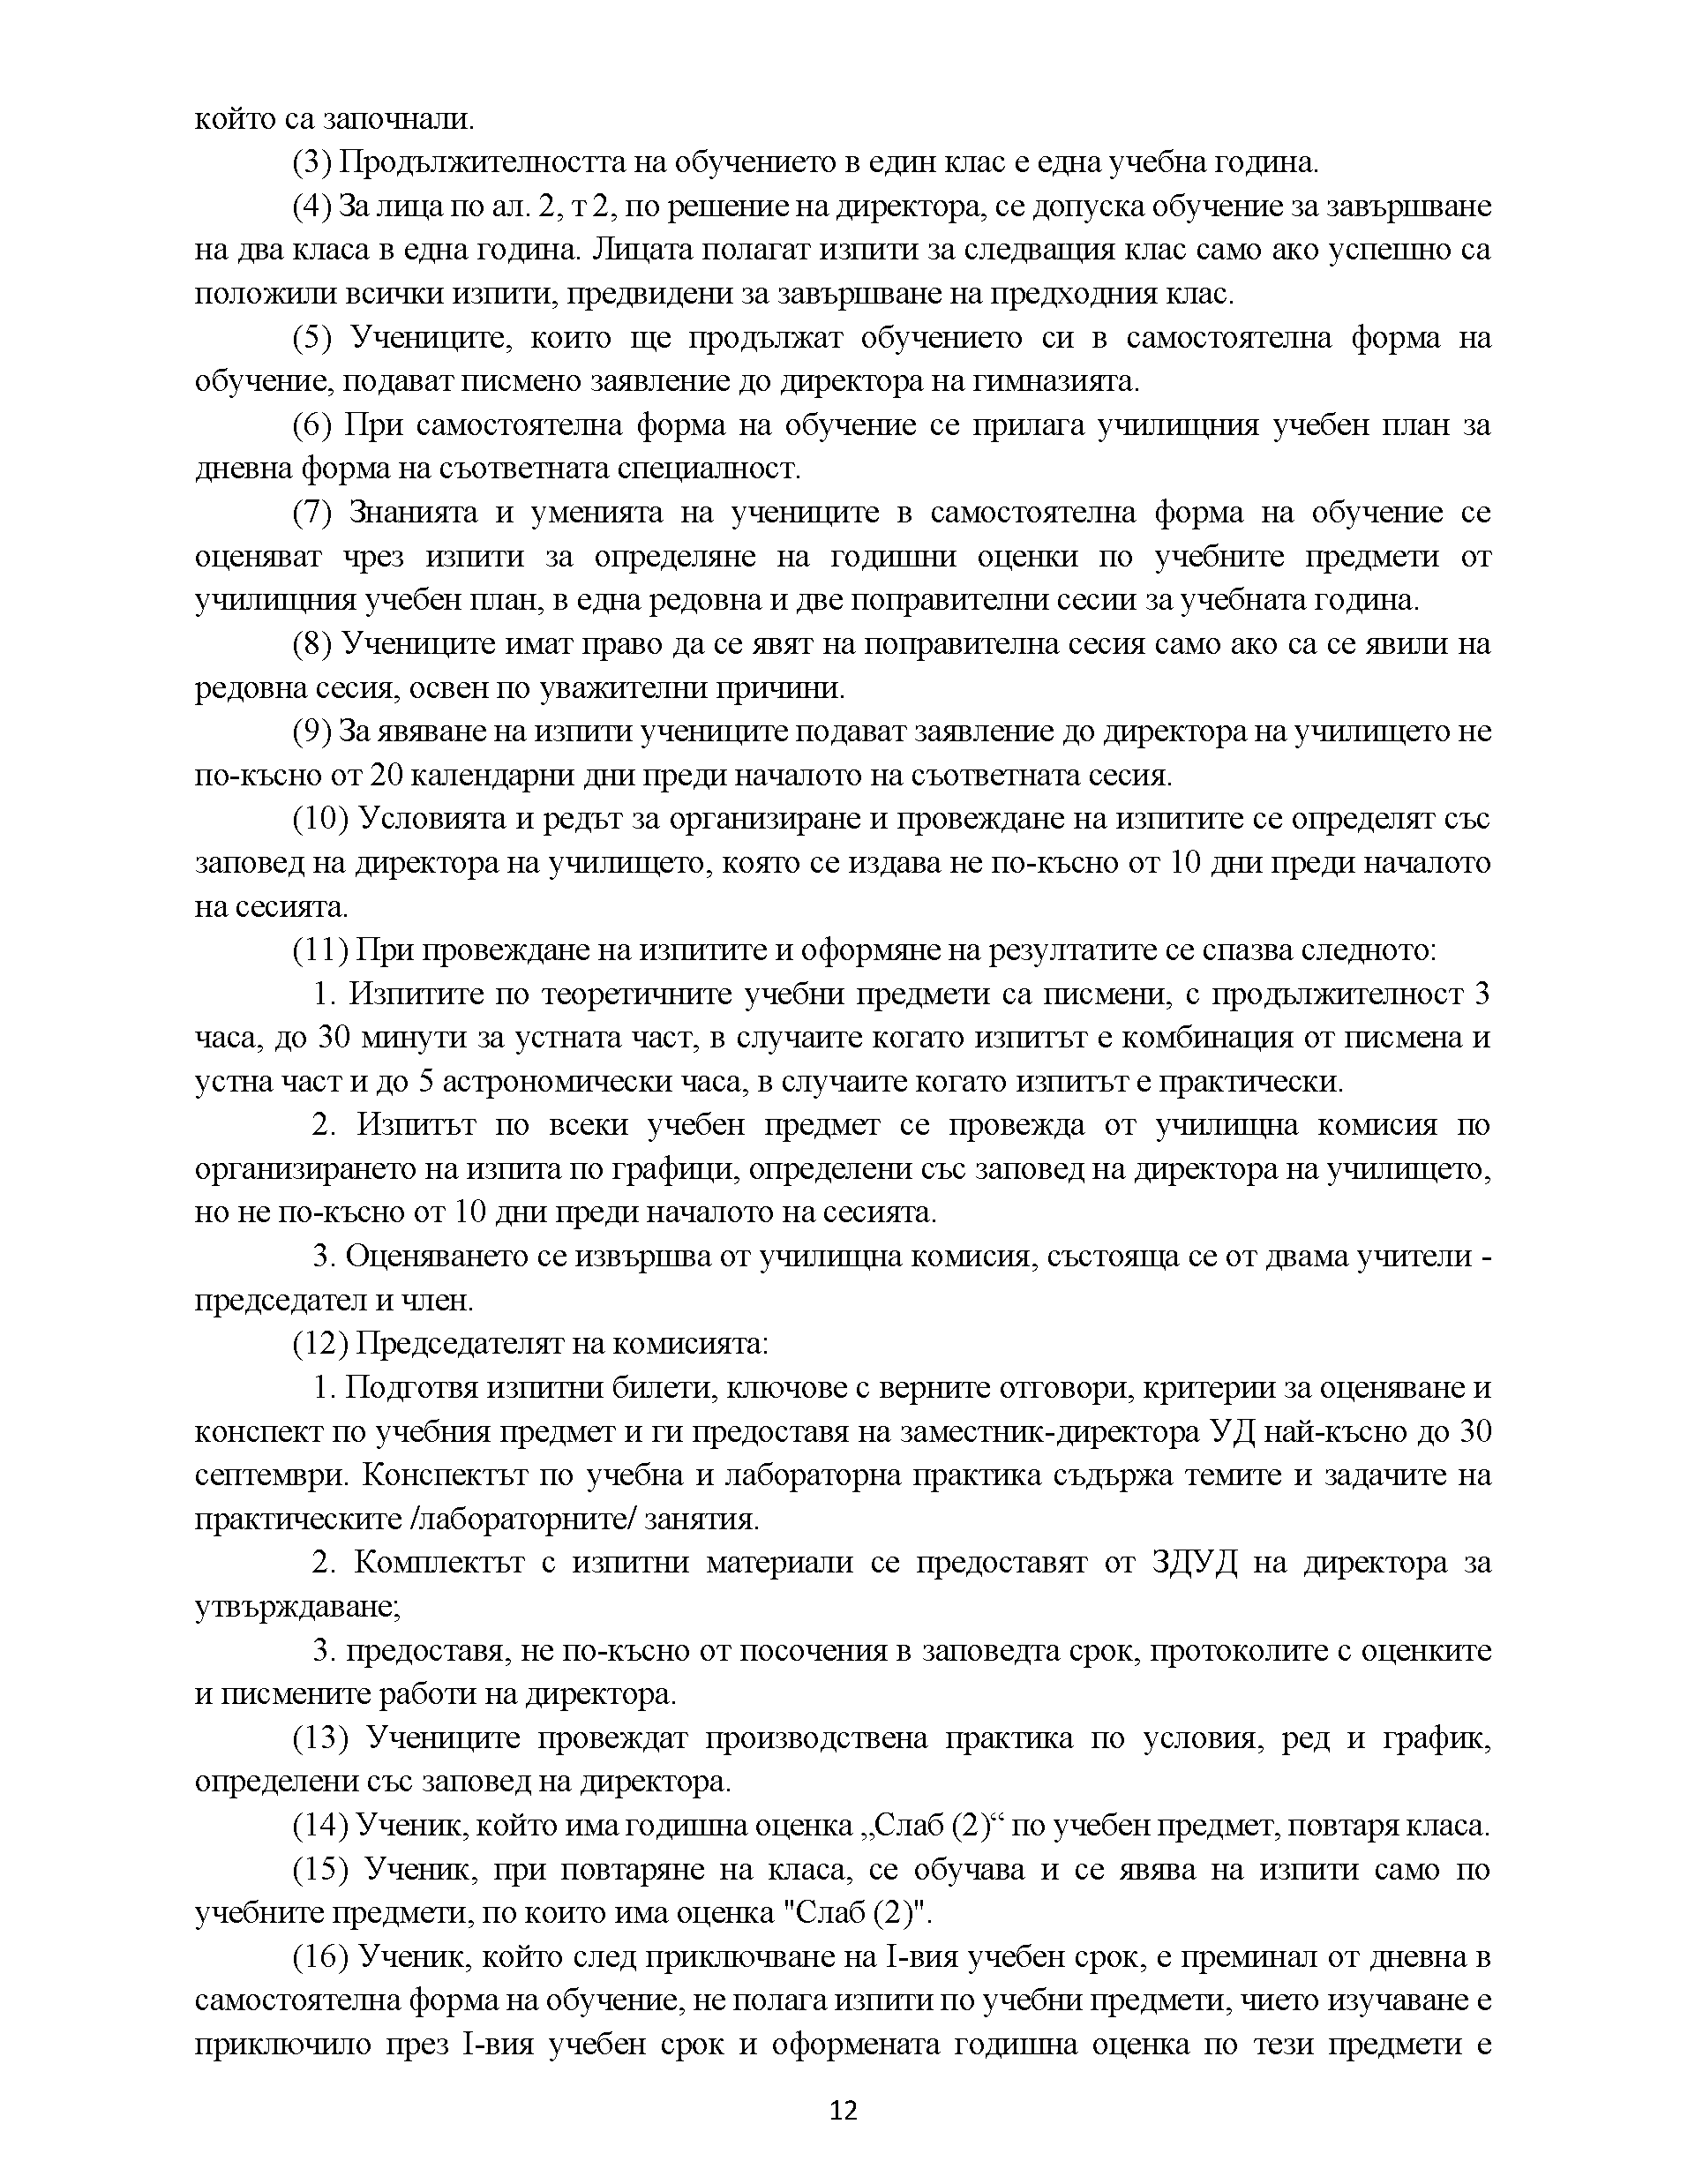 който са започнали.
(3) Продължителността на обучението в един клас е една учебна година.
(4) За лица по ал. 2, т 2, по решение на директора, се допуска обучение за завършване
на два класа в една година. Лицата полагат изпити за следващия клас само ако успешно са
положили всички изпити, предвидени за завършване на предходния клас.
(5) Учениците, които ще продължат обучението си в самостоятелна форма на
обучение, подават писмено заявление до директора на гимназията.
(6) При самостоятелна форма на обучение се прилага училищния учебен план за
дневна форма на съответната специалност.
(7) Знанията и уменията на учениците в самостоятелна форма на обучение се
оценяват чрез изпити за определяне на годишни оценки по учебните предмети от
училищния учебен план, в една редовна и две поправителни сесии за учебната година.
(8) Учениците имат право да се явят на поправителна сесия само ако са се явили на
редовна сесия, освен по уважителни причини.
(9) За явяване на изпити учениците подават заявление до директора на училището не
по-късно от 20 календарни дни преди началото на съответната сесия.
(10) Условията и редът за организиране и провеждане на изпитите се определят със
заповед на директора на училището, която се издава не по-късно от 10 дни преди началото
на сесията.
(11) При провеждане на изпитите и оформяне на резултатите се спазва следното:
1. Изпитите по теоретичните учебни предмети са писмени, с продължителност 3
часа, до 30 минути за устната част, в случаите когато изпитът е комбинация от писмена и
устна част и до 5 астрономически часа, в случаите когато изпитът е практически.
2. Изпитът по всеки учебен предмет се провежда от училищна комисия по
организирането на изпита по графици, определени със заповед на директора на училището,
но не по-късно от 10 дни преди началото на сесията.
3. Оценяването се извършва от училищна комисия, състояща се от двама учители -
председател и член.
(12) Председателят на комисията:
1. Подготвя изпитни билети, ключове с верните отговори, критерии за оценяване и
конспект по учебния предмет и ги предоставя на заместник-директора УД най-късно до 30
септември. Конспектът по учебна и лабораторна практика съдържа темите и задачите на
практическите /лабораторните/ занятия.
2. Комплектът с изпитни материали се предоставят от ЗДУД на директора за
утвърждаване;
3. предоставя, не по-късно от посочения в заповедта срок, протоколите с оценките
и писмените работи на директора.
(13) Учениците провеждат производствена практика по условия, ред и график,
определени със заповед на директора.
(14) Ученик, който има годишна оценка „Слаб (2)“ по учебен предмет, повтаря класа.
(15) Ученик, при повтаряне на класа, се обучава и се явява на изпити само по
учебните предмети, по които има оценка "Слаб (2)".
(16) Ученик, който след приключване на I-вия учебен срок, е преминал от дневна в
самостоятелна форма на обучение, не полага изпити по учебни предмети, чието изучаване е
приключило през I-вия учебен срок и оформената годишна оценка по тези предмети е
12